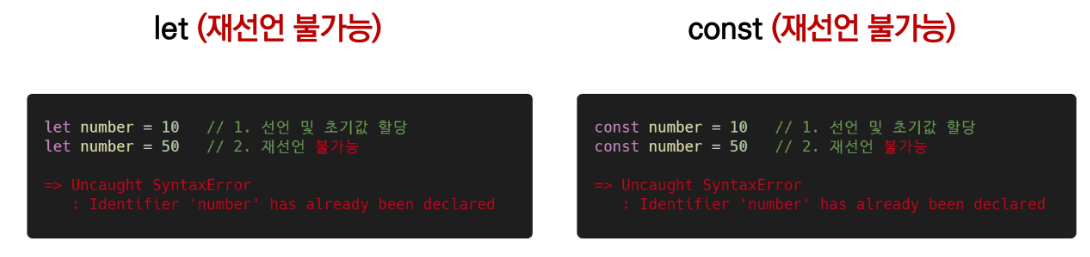 let (재선언 불가능)
let number = 10   // 1. 선언 및 초기값 할당
let number = 50   // 2. 재선언 불가능
=> Uncaught SyntaxError
   : Identifier 'number' has already been declared
const (재선언 불가능)
const number = 10   // 1. 선언 및 초기값 할당
const number = 50   // 2. 재선언 불가능
=> Uncaught SyntaxError
   : Identifier 'number' has already been declared